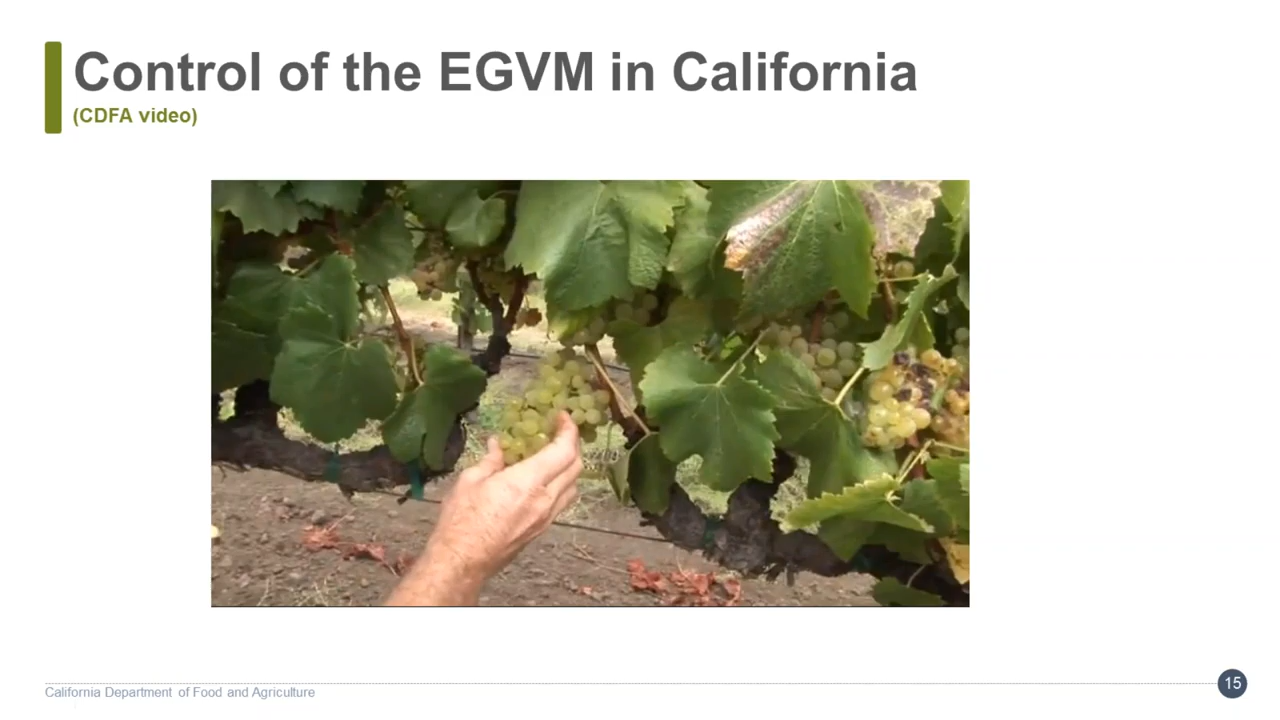 Control of the EGVM in California
(CDFA video)
California Department of Food and Agriculture
15